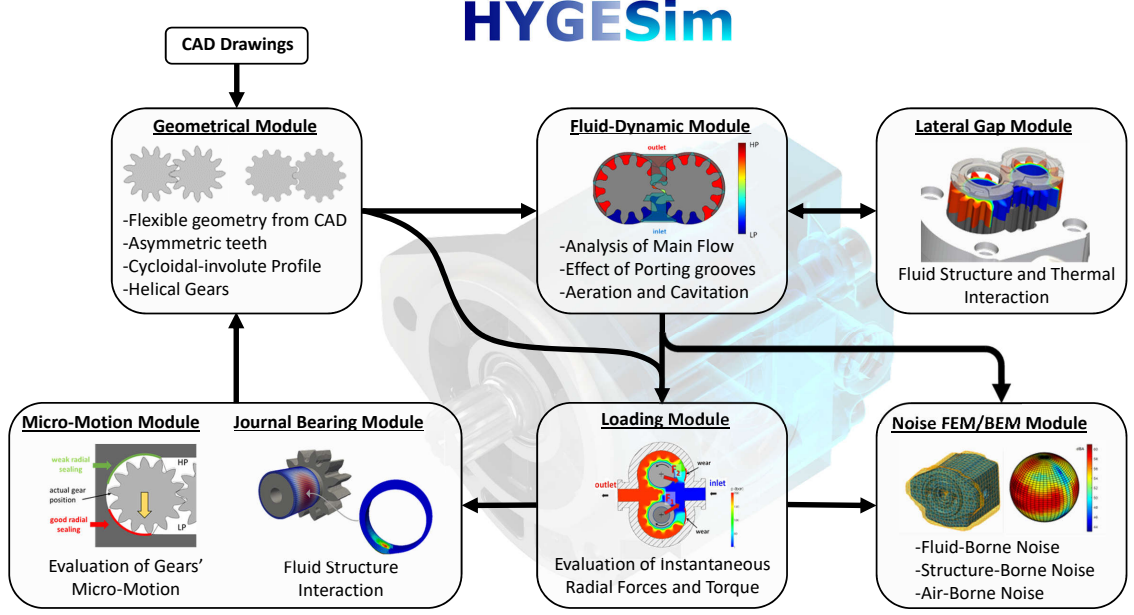 HYGESim
CAD Drawings
Geometrical Module
-Flexible geometry from CAD
-Asymmetric teeth
-Cycloidal-involute Profile
-Helical Gears
Fluid-Dynamic Module
outlet
HP
inlet
LP
-Analysis of Main Flow
-Effect of Porting grooves
-Aeration and Cavitation
Lateral Gap Module
Fluid Structure and Thermal
Interaction
Micro-Motion Module
weak radial
sealing
HP
actual gear
position
good radial
sealing
LP
Evaluation of Gears'
Micro-Motion
Journal Bearing Module
Fluid Structure
Interaction
Loading Module
wear
F2
outlet
inlet
wear
Evaluation of Instantaneous
Radial Forces and Torque
Noise FEM/BEM Module
-Fluid-Borne Noise
-Structure-Borne Noise
-Air-Borne Noise